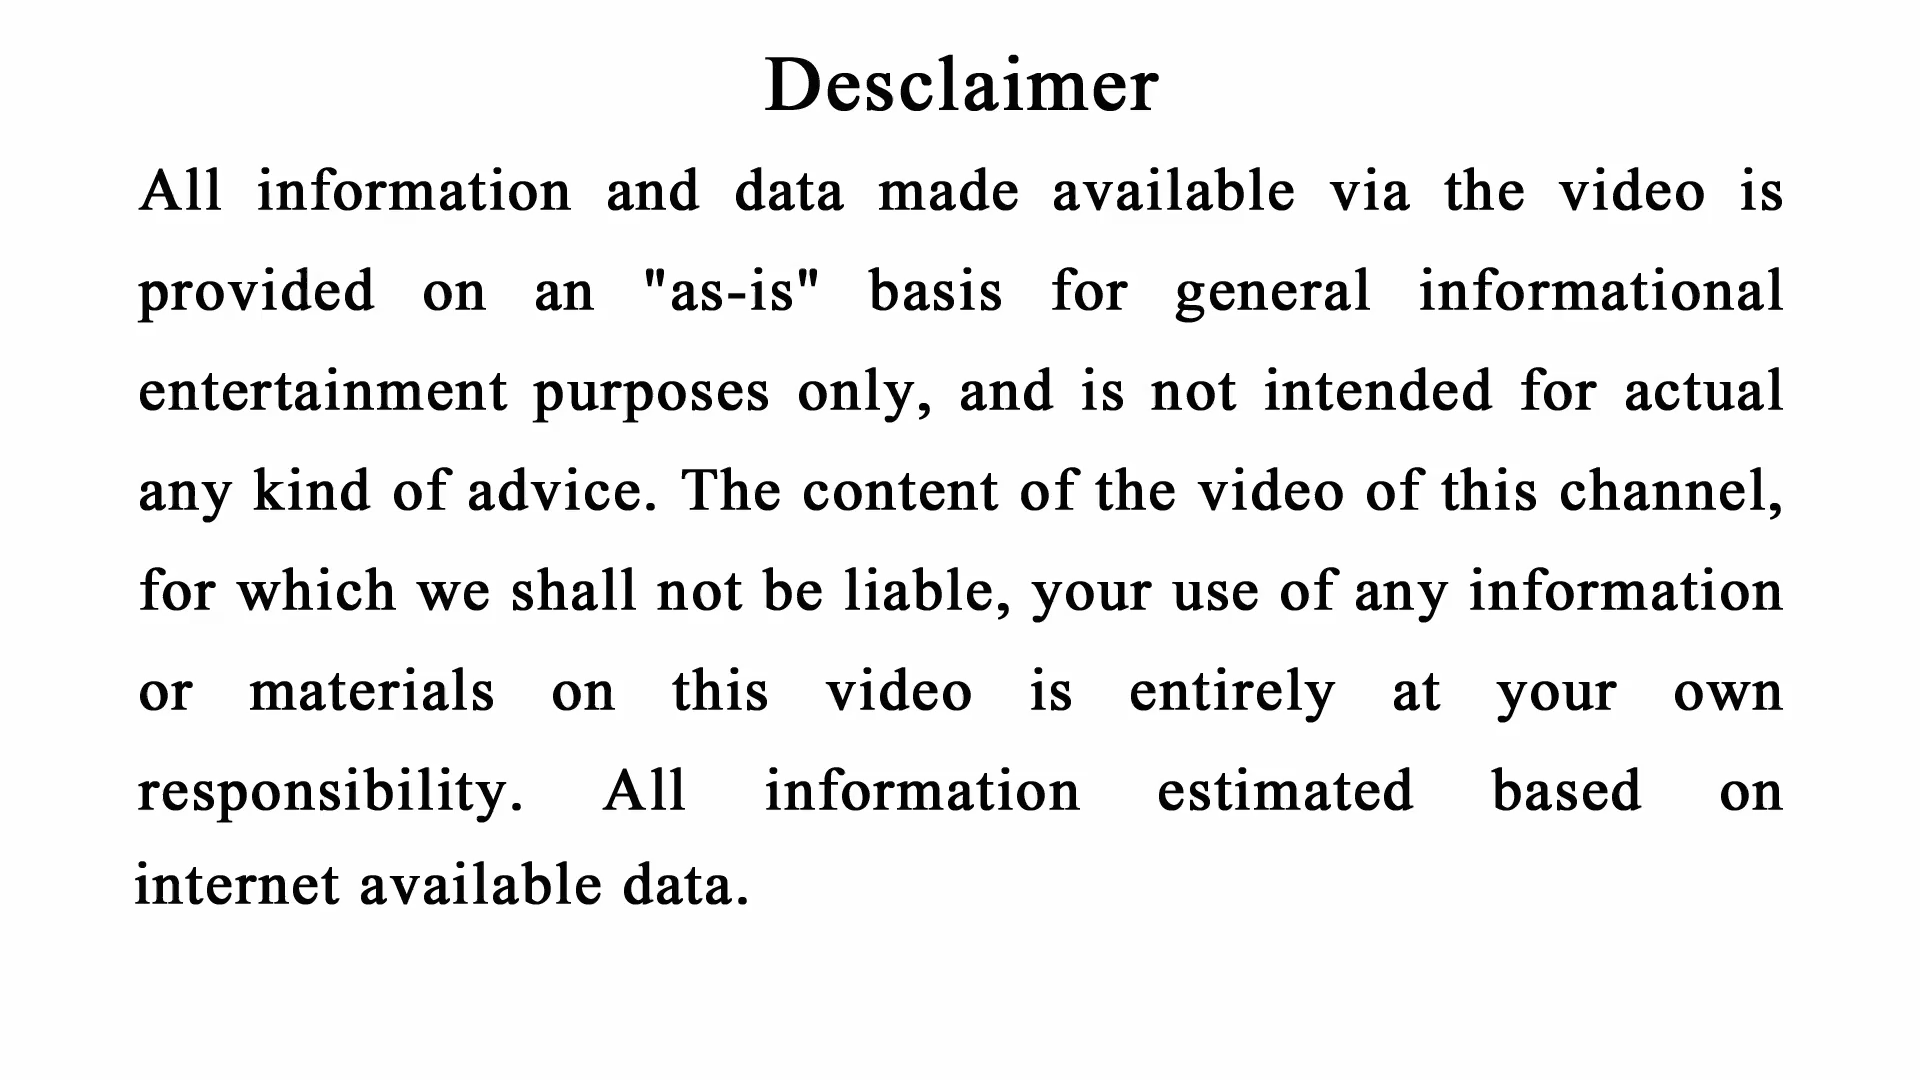 Desclaimer
All information and data made available via the video is
provided on an "as-is" basis for general informational
entertainment purposes only, and is not intended for actual
any kind of advice. The content of the video of this channel,
for which we shall not be liable, your use of any information
or materials on this video is entirely at your own
responsibility. All information estimated based on
internet available data.